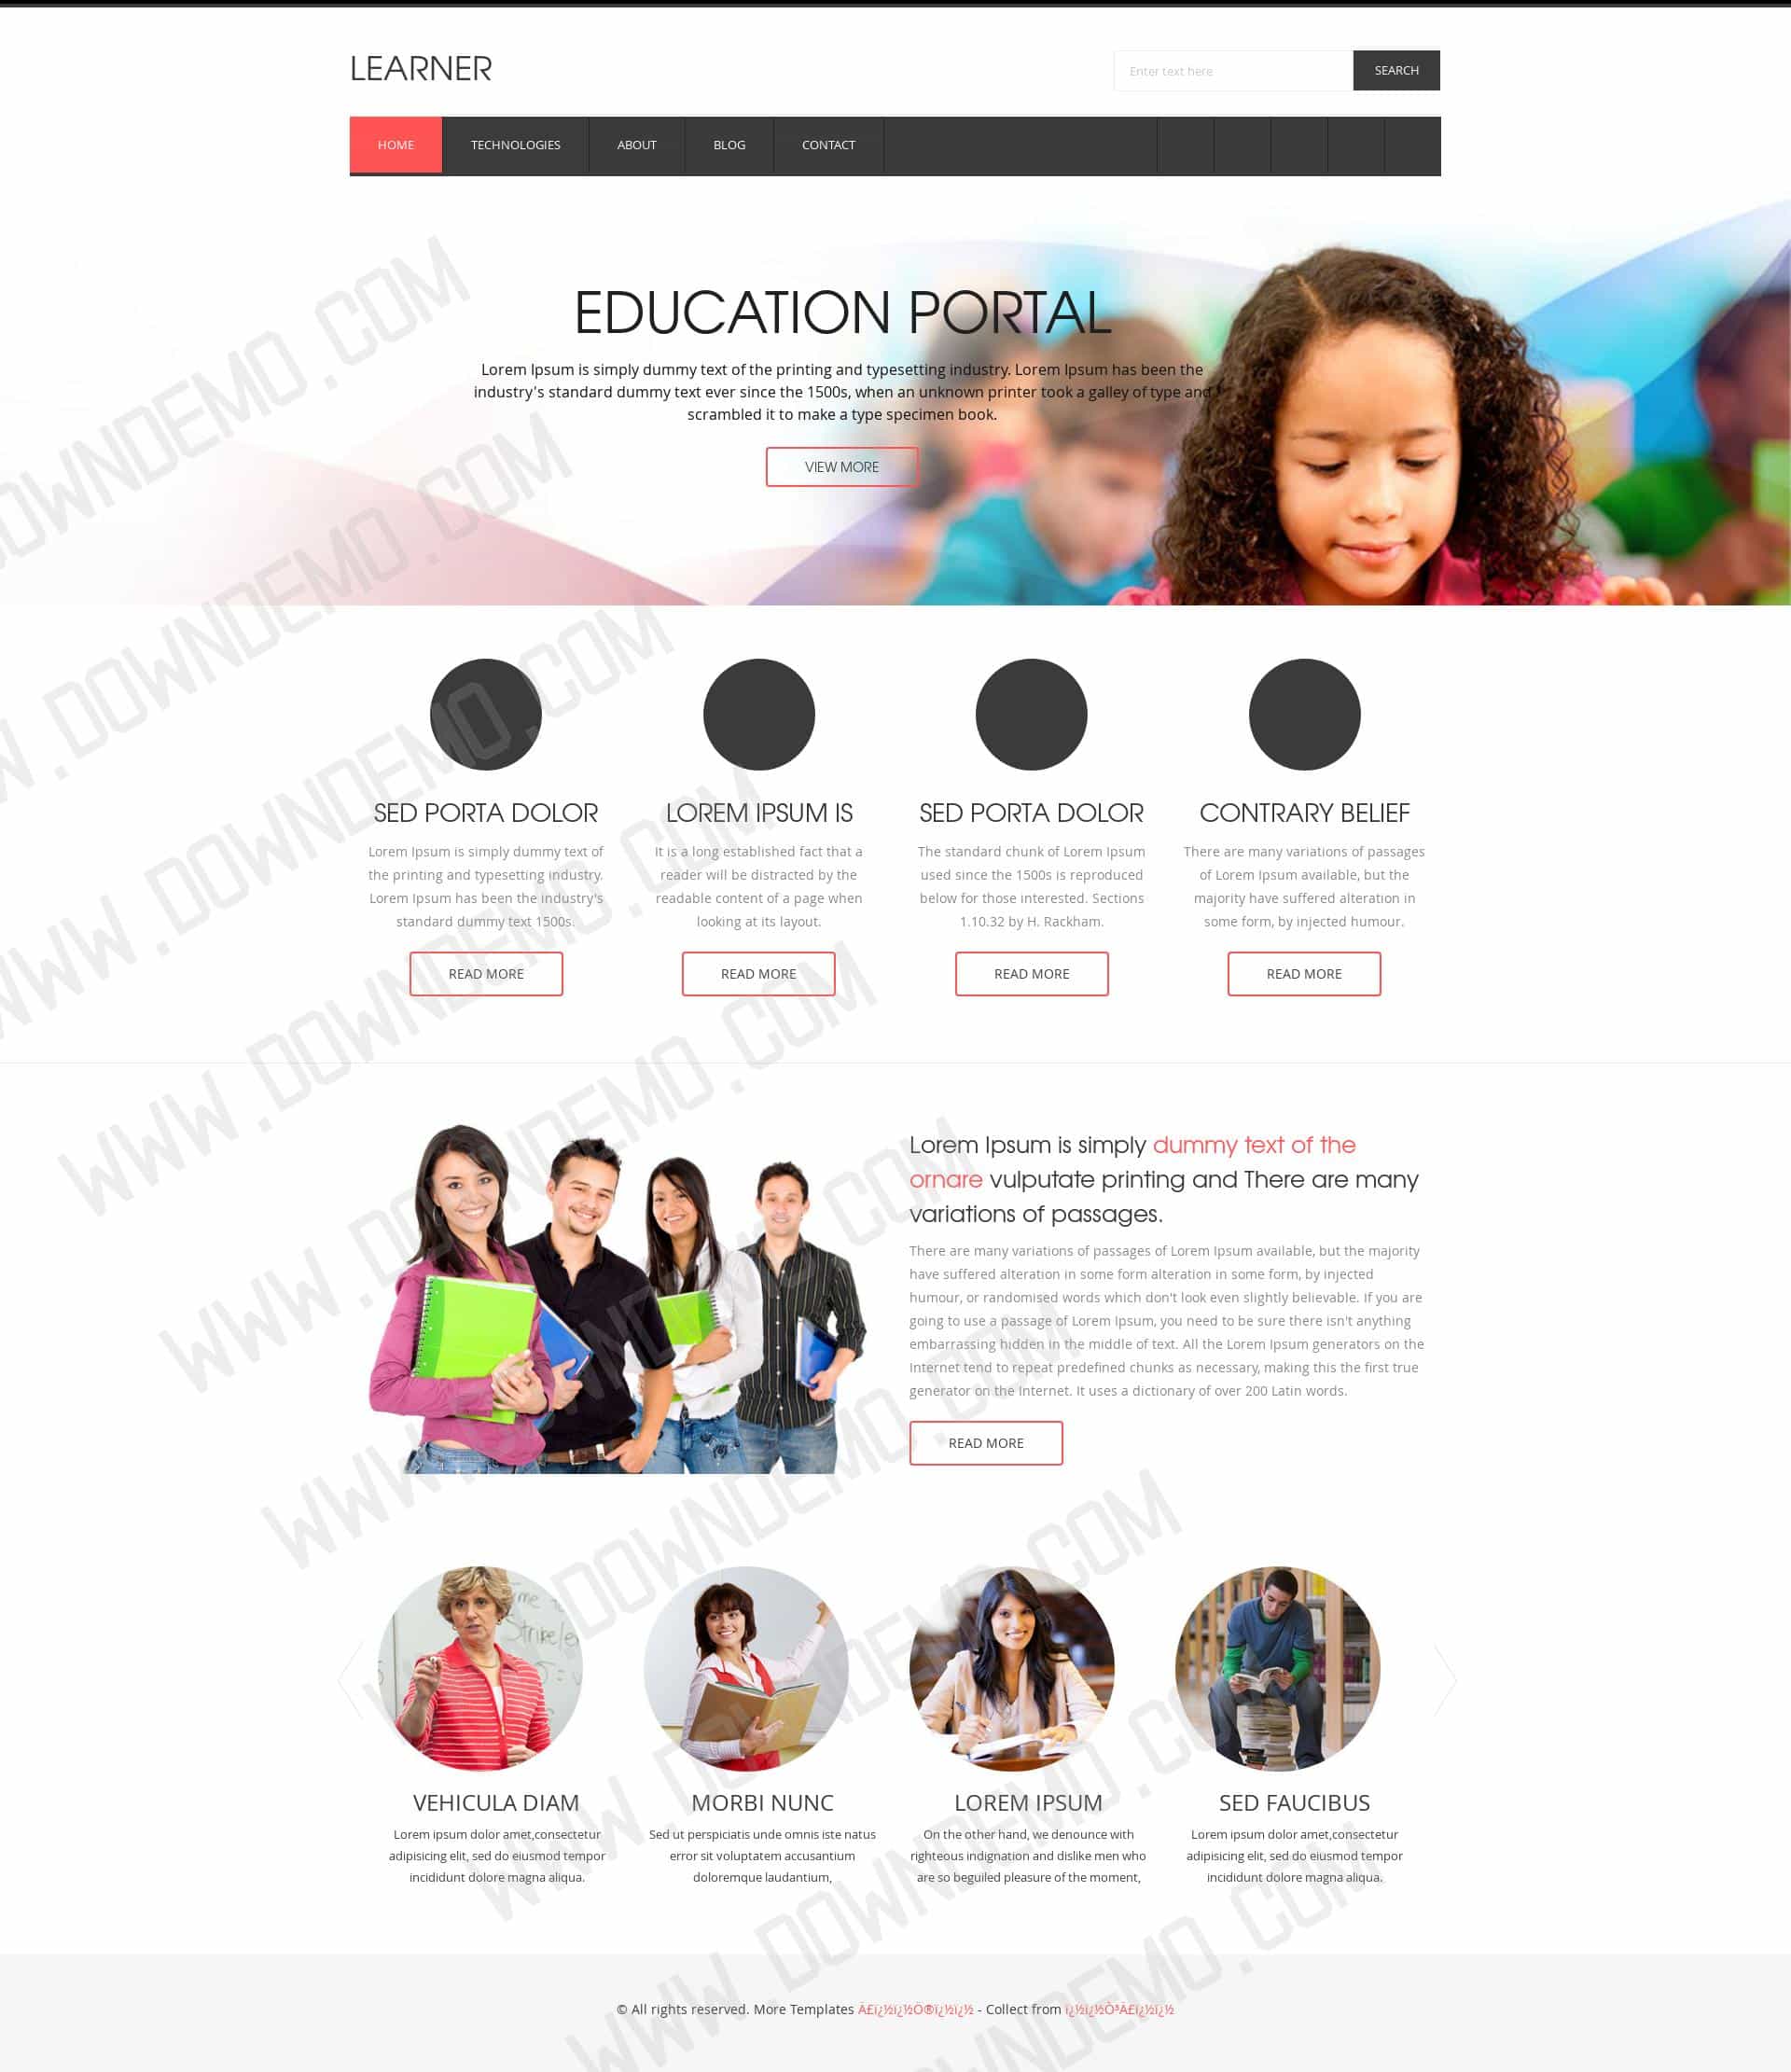 LEARNER
Enter text here
SEARCH
HOME TECHNOLOGIES ABOUT BLOG CONTACT
EDUCATION PORTAL
Lorem Ipsum is simply dummy text of the printing and typesetting industry. Lorem Ipsum has been the
industry's standard dummy text ever since the 1500s, when an unknown printer took a galley of type and
scrambled it to make a type specimen book.
VIEW MORE
SED PORTA DOLOR
Lorem Ipsum is simply dummy text of
the printing and typesetting industry.
Lorem Ipsum has been the industry's
standard dummy text 1500s.
READ MORE
LOREM IPSUM IS
It is a long established fact that a
reader will be distracted by the
readable content of a page when
looking at its layout.
READ MORE
SED PORTA DOLOR
The standard chunk of Lorem Ipsum
used since the 1500s is reproduced
below for those interested. Sections
1.10.32 by H. Rackham.
READ MORE
CONTRARY BELIEF
There are many variations of passages
of Lorem Ipsum available, but the
majority have suffered alteration in
some form, by injected humour.
READ MORE
Lorem Ipsum is simply dummy text of the
ornare vulputate printing and There are many
variations of passages.
There are many variations of passages of Lorem Ipsum available, but the majority
have suffered alteration in some form alteration in some form, by injected
humour, or randomised words which don't look even slightly believable. If you are
going to use a passage of Lorem Ipsum, you need to be sure there isn't anything
embarrassing hidden in the middle of text. All the Lorem Ipsum generators on the
Internet tend to repeat predefined chunks as necessary, making this the first true
generator on the Internet. It uses a dictionary of over 200 Latin words.
READ MORE
VEHICULA DIAM
Lorem ipsum dolor amet,consectetur
adipisicing elit, sed do eiusmod tempor
incididunt dolore magna aliqua.
MORBI NUNC
Sed ut perspiciatis unde omnis iste natus
error sit voluptatem accusantium
doloremque laudantium,
LOREM IPSUM
On the other hand, we denounce with
righteous indignation and dislike men who
are so beguiled pleasure of the moment,
SED FAUCIBUS
Lorem ipsum dolor amet,consectetur
adipisicing elit, sed do eiusmod tempor
incididunt dolore magna aliqua.
© All rights reserved. More Templates Ä£ï¿½ï¿½Ö®ï¿½ï¿½ - Collect from ï¿½ï¿½Ò³Ä£ï¿½ï¿½
WWW.DOWNDEMO.COM
WWW.DOWNDEMO.COM
WWW.DOWNDEMO.COM
WWW.DOWNDEMO.COM
WWW.DOWNDEMO.COM
WWW.DOWNDEMO.COM
WWW.DOWNDEMO.COM